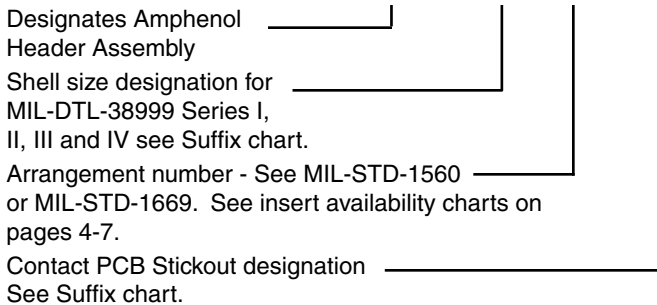 Designates Amphenol
Header Assembly
Shell size designation for
MIL-DTL-38999 Series I,
II, III and IV see Suffix chart.
Arrangement number - See MIL-STD-1560
or MIL-STD-1669.  See insert availability charts on
pages 4-7.
Contact PCB Stickout designation
See Suffix chart.